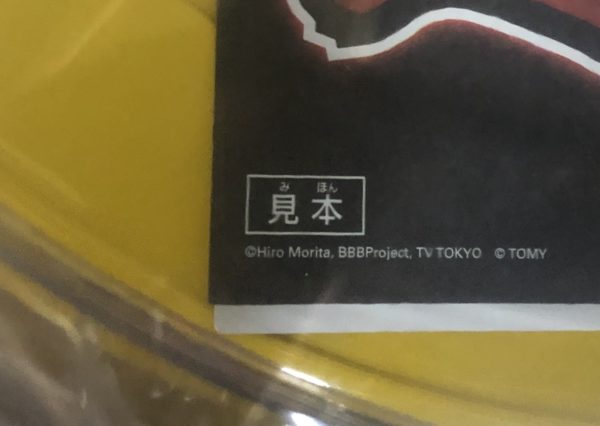 みほん
見本
©Hiro Morita, BBBProject, TV TOKYO © TOMY